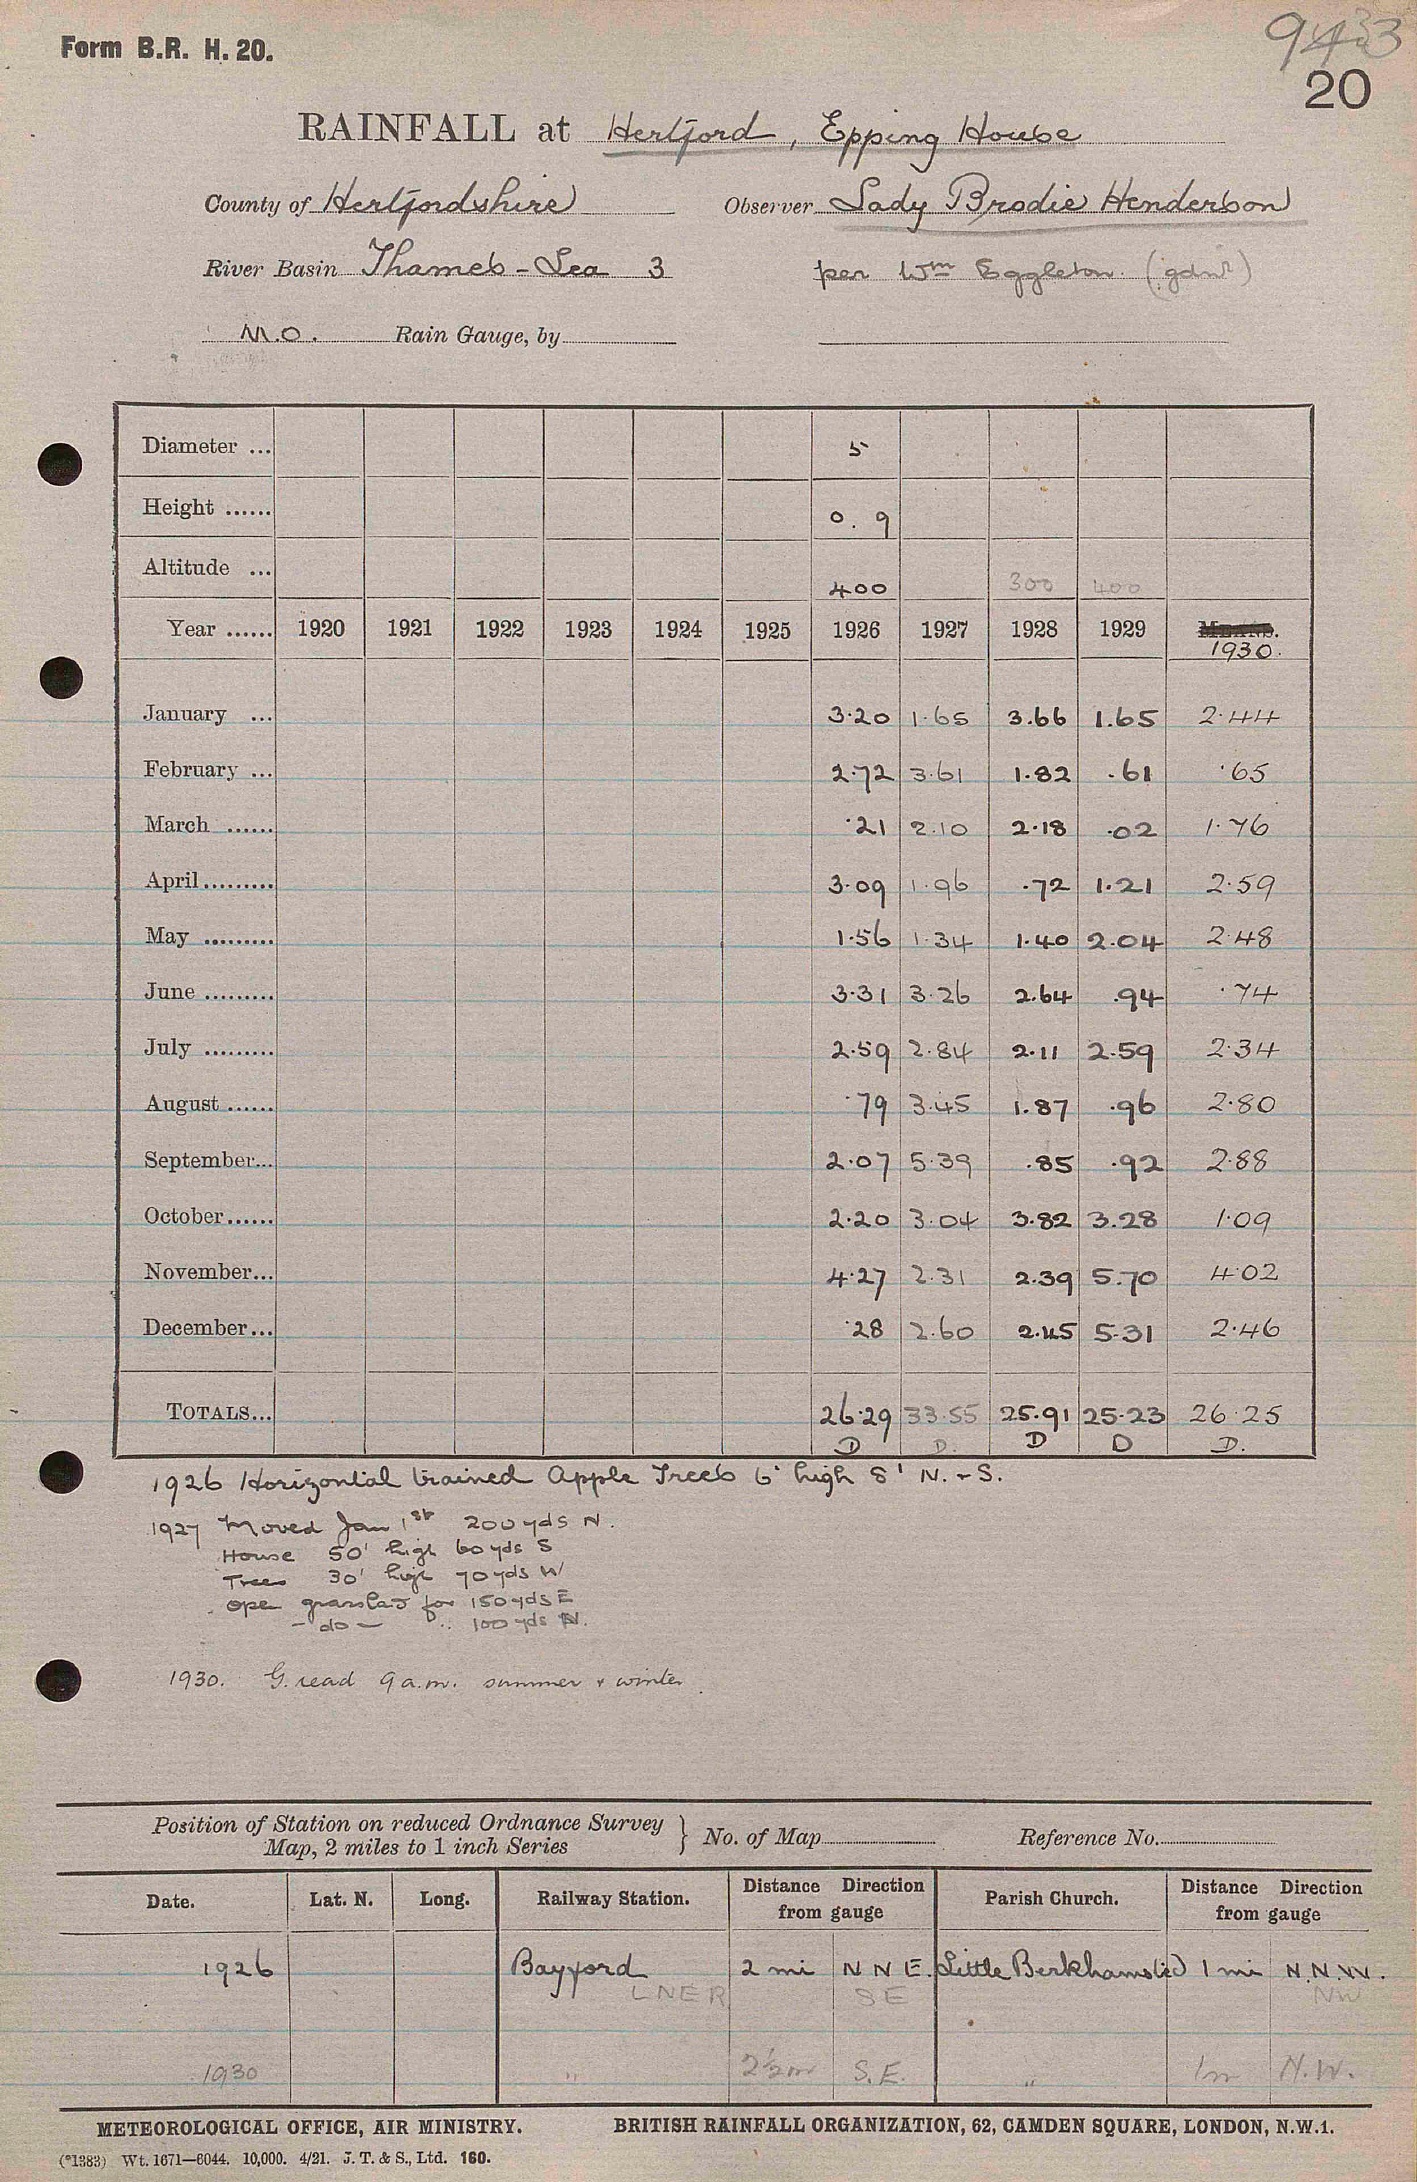 Form B.R. H. 20.
9433
20
RAINFALL at Hertford, Epping House
County of Hertfordshire Observer Lady Brodie Henderson
River Basin Thames - Lea 3 per Wm Eggleton. (gdnr)
M.O. Rain Gauge, by
Diameter ... 5
Height ...... 0. 9
Altitude ... 400 300 400
Year ...... 1920 1921 1922 1923 1924 1925 1926 1927 1928 1929 MEANS. 1930.
January ... 3.20 1.65 3.66 1.65 2.44
February ... 2.72 3.61 1.82 .61 .65
March ...... .21 2.10 2.18 .02 1.76
April......... 3.09 1.96 .72 1.21 2.59
May ......... 1.56 1.34 1.40 2.04 2.48
June ......... 3.31 3.26 2.64 .94 .74
July ......... 2.59 2.84 2.11 2.59 2.34
August ...... .79 3.45 1.87 .96 2.80
September... 2.07 5.39 .85 .92 2.88
October...... 2.20 3.04 3.82 3.28 1.09
November... 4.27 2.31 2.39 5.70 4.02
December... .28 2.60 2.45 5.31 2.46
TOTALS... 26.29 33.55 25.91 25.23 26.25
D D. D D D.
1926 Horizontal trained Apple Trees 6' high 8' N. + S.
1927 Moved Jan 1st 200 yds N.
House 50' high 60 yds S
Trees 30' high 70 yds W
Open grassland for 150 yds E
- do - " 100 yds N.
1930. G. read 9 a.m. summer + winter.
Position of Station on reduced Ordnance Survey
Map, 2 miles to 1 inch Series } No. of Map Reference No.
Date. Lat. N. Long. Railway Station. Distance Direction from gauge Parish Church. Distance Direction from gauge
1926 Bayford 2 mi N N E. Little Berkhamsted 1 mi N.N.W.
LNER SE NW
1930 " 2½m S.E. " 1m N.W.
METEOROLOGICAL OFFICE, AIR MINISTRY. BRITISH RAINFALL ORGANIZATION, 62, CAMDEN SQUARE, LONDON, N.W.1.
(*1383) Wt. 1671—6044. 10,000. 4/21. J. T. & S., Ltd. 160.